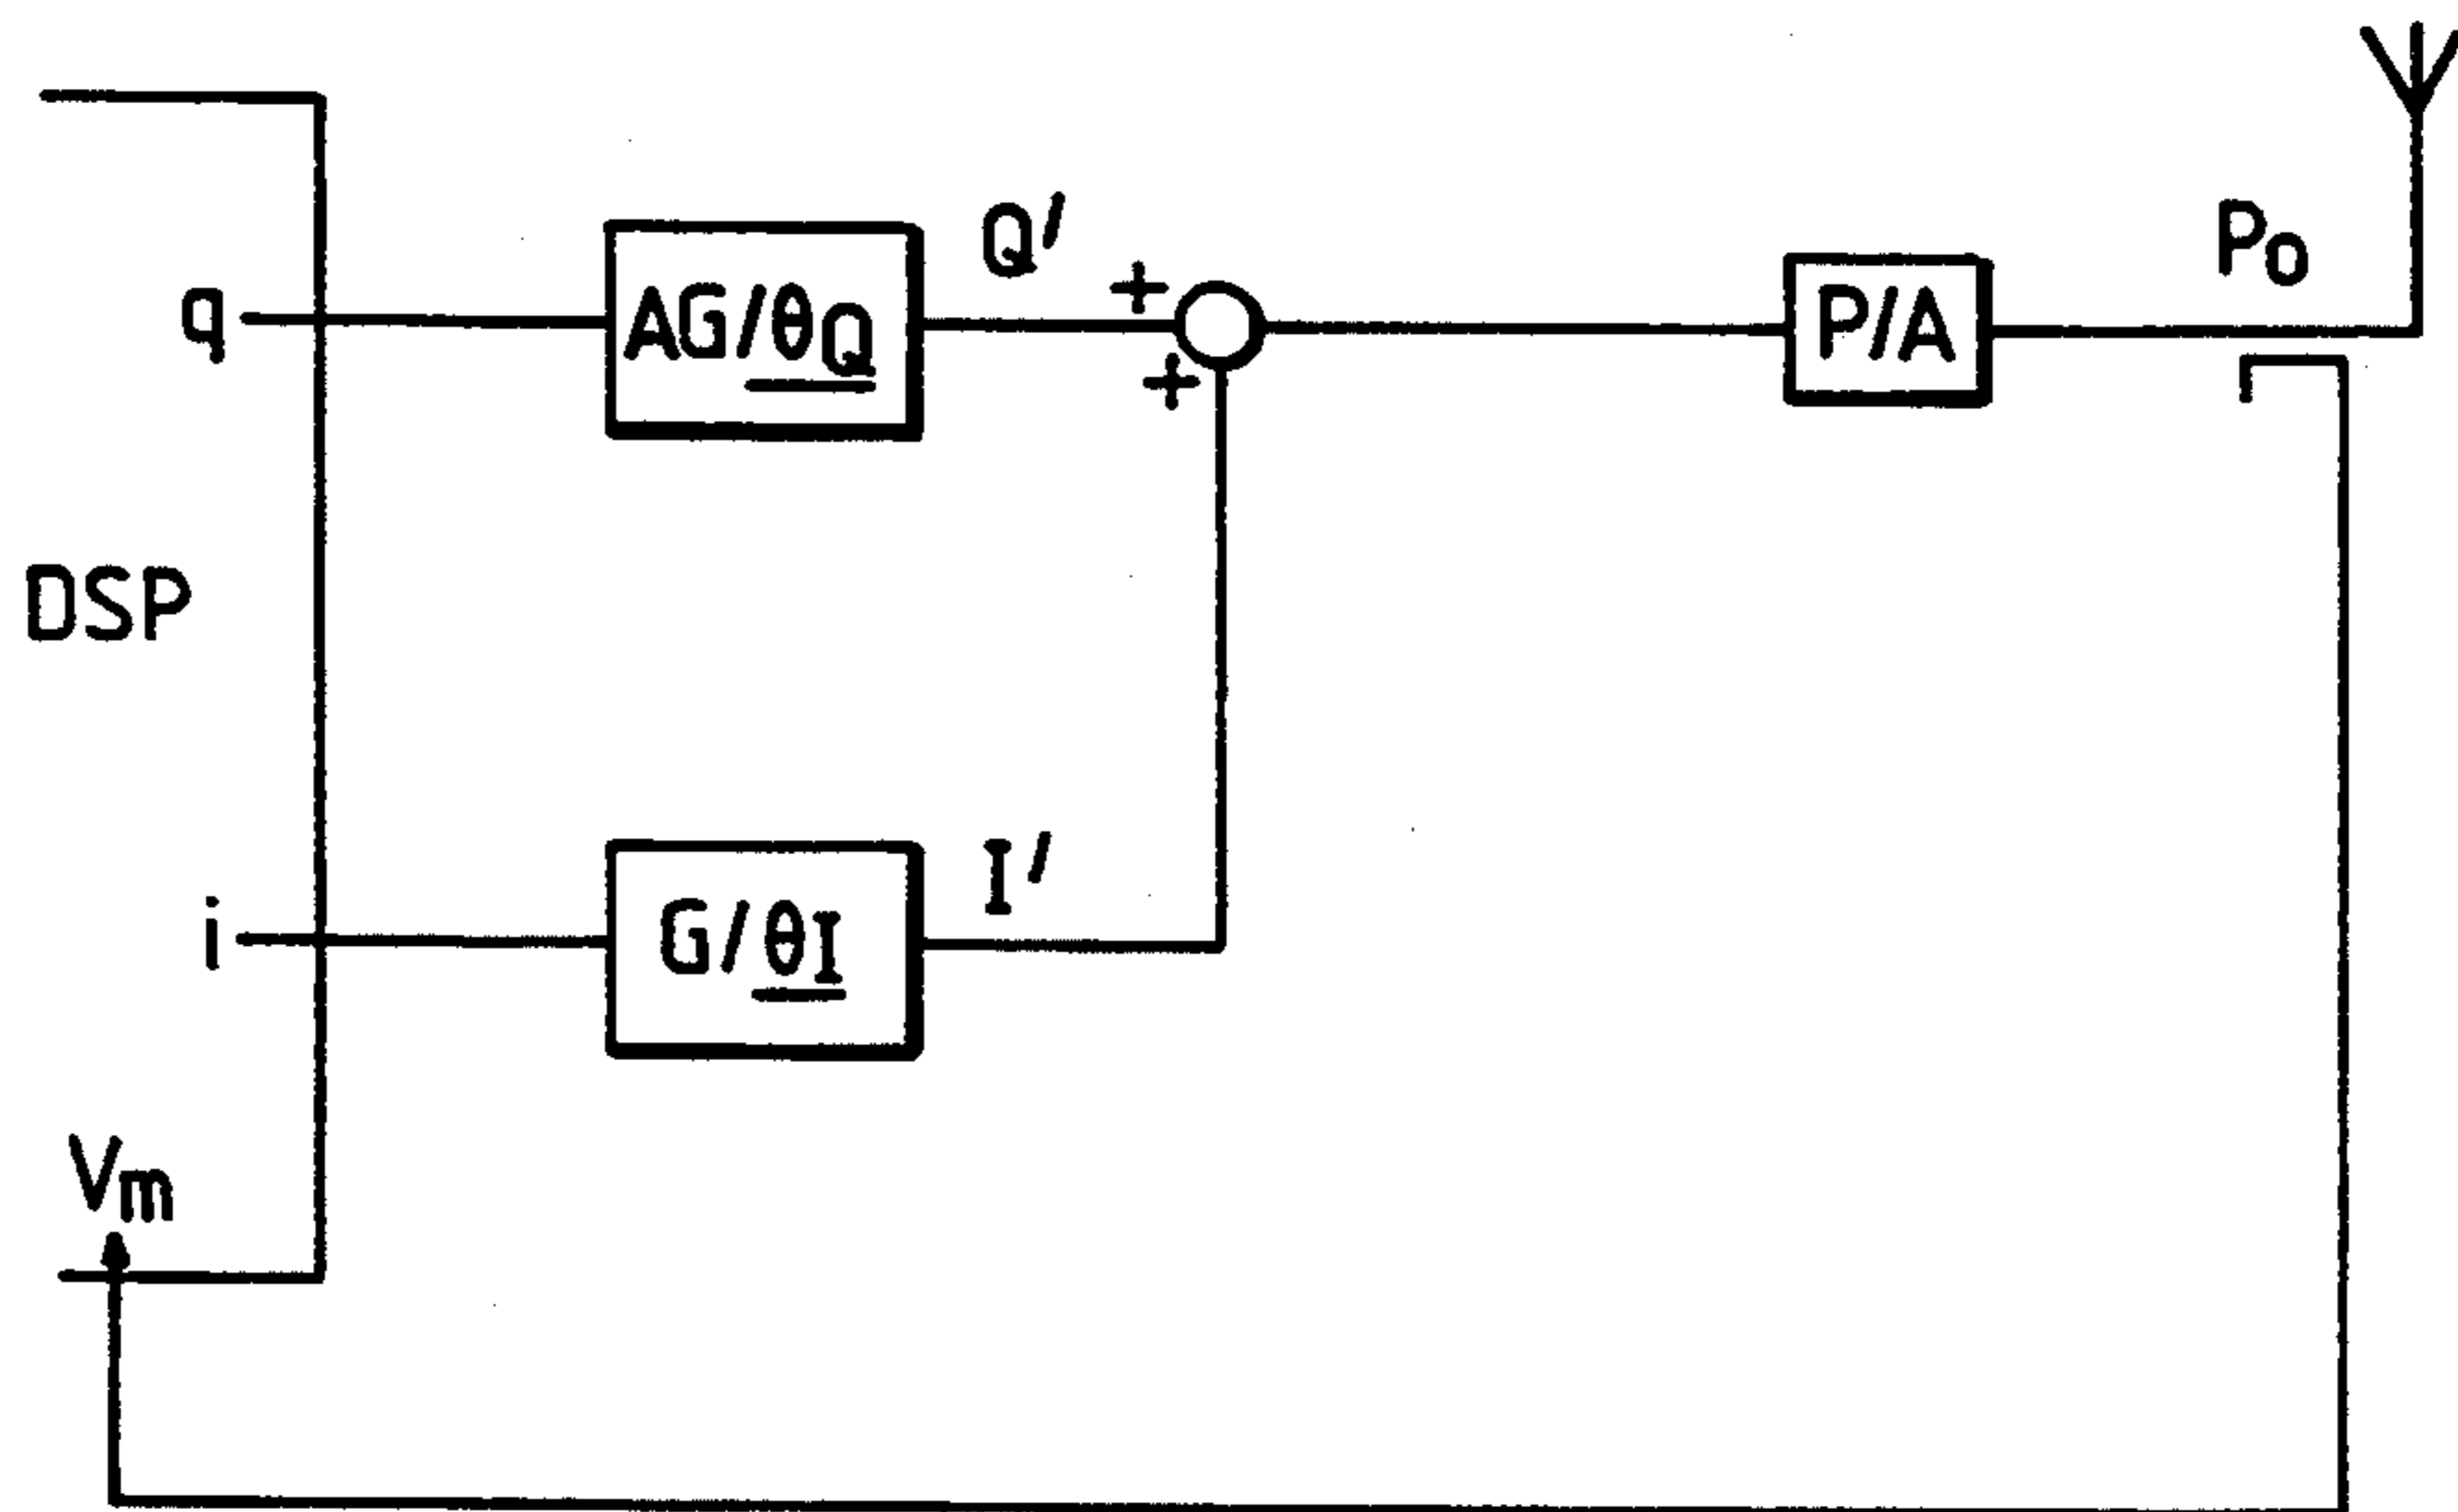 Q'
Po
+
q
AG/θQ
P/A
+
DSP
I'
i
G/θI
Vm